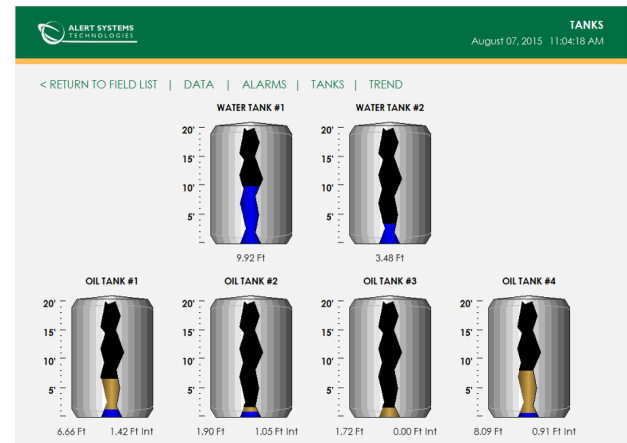 ALERT SYSTEMS
TECHNOLOGIES
TANKS
August 07, 2015 11:04:18 AM
< RETURN TO FIELD LIST | DATA | ALARMS | TANKS | TREND
WATER TANK #1 WATER TANK #2
20' 20'
15' 15'
10' 10'
5' 5'
9.92 Ft 3.48 Ft
OIL TANK #1 OIL TANK #2 OIL TANK #3 OIL TANK #4
20' 20' 20' 20'
15' 15' 15' 15'
10' 10' 10' 10'
5' 5' 5' 5'
6.66 Ft 1.42 Ft Int 1.90 Ft 1.05 Ft Int 1.72 Ft 0.00 Ft Int 8.09 Ft 0.91 Ft Int